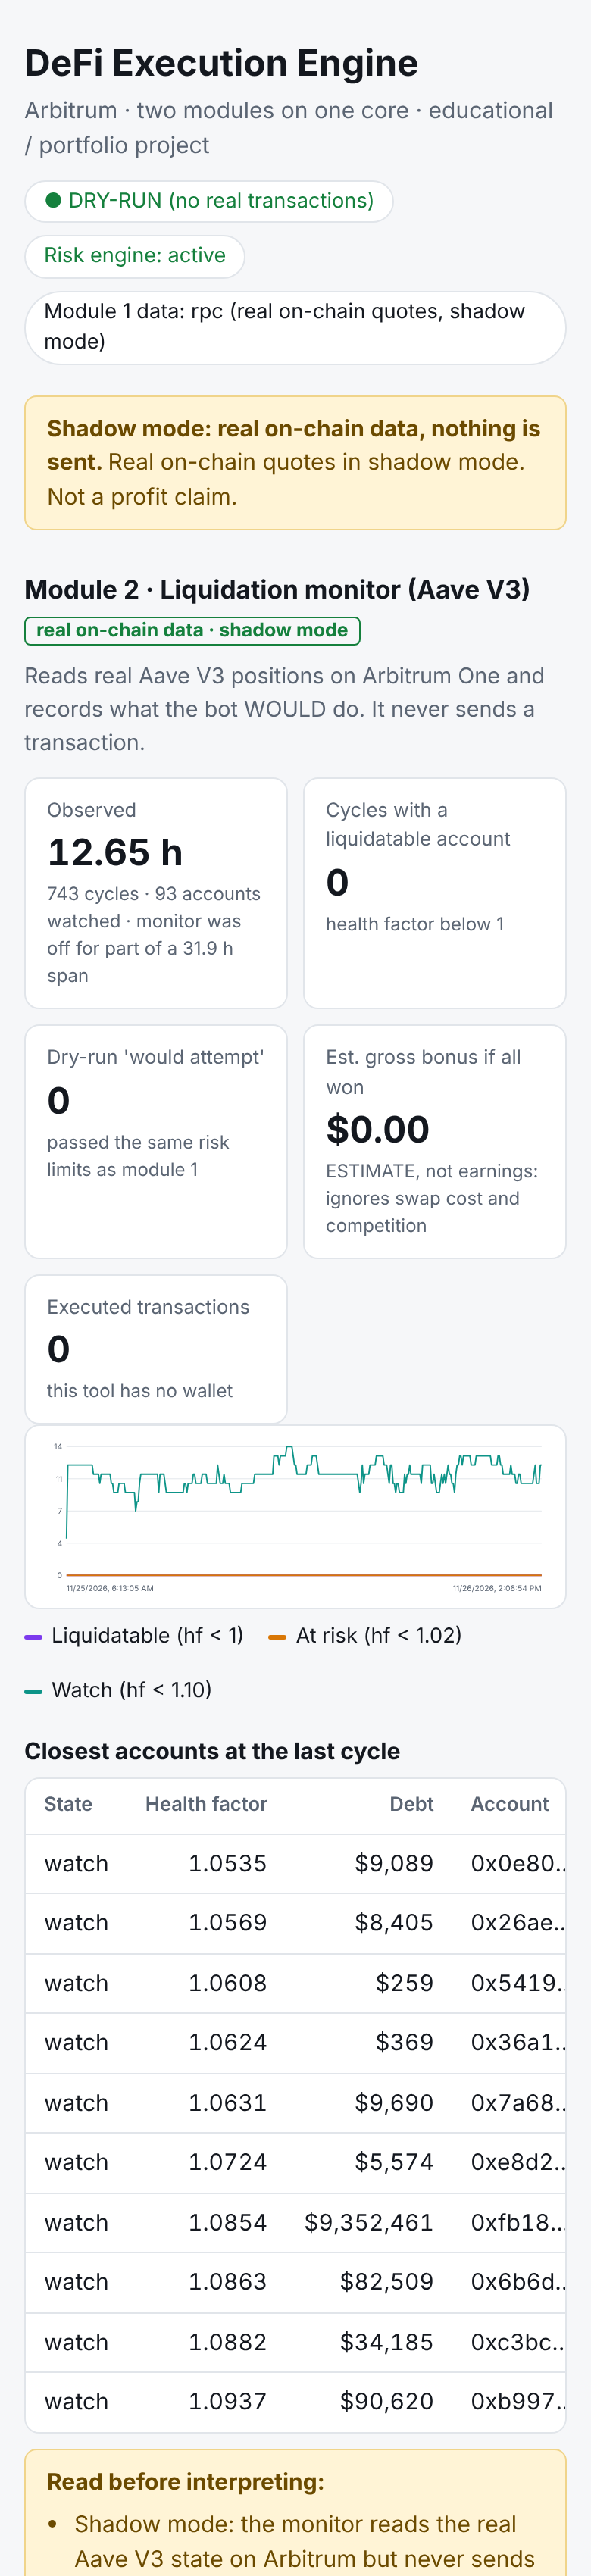 DeFi Execution Engine
Arbitrum · two modules on one core · educational
/ portfolio project
DRY-RUN (no real transactions)
Risk engine: active
Module 1 data: rpc (real on-chain quotes, shadow
mode)
Shadow mode: real on-chain data, nothing is
sent. Real on-chain quotes in shadow mode.
Not a profit claim.
Module 2 · Liquidation monitor (Aave V3)
real on-chain data · shadow mode
Reads real Aave V3 positions on Arbitrum One and
records what the bot WOULD do. It never sends a
transaction.
Observed
12.65 h
743 cycles · 93 accounts
watched · monitor was
off for part of a 31.9 h
span
Cycles with a
liquidatable account
0
health factor below 1
Dry-run 'would attempt'
0
passed the same risk
limits as module 1
Est. gross bonus if all
won
$0.00
ESTIMATE, not earnings:
ignores swap cost and
competition
Executed transactions
0
this tool has no wallet
14
11
7
4
0
11/25/2026, 6:13:05 AM 11/26/2026, 2:06:54 PM
Liquidatable (hf < 1) At risk (hf < 1.02)
Watch (hf < 1.10)
Closest accounts at the last cycle
State Health factor Debt Account
watch 1.0535 $9,089 0x0e80..
watch 1.0569 $8,405 0x26ae..
watch 1.0608 $259 0x5419..
watch 1.0624 $369 0x36a1..
watch 1.0631 $9,690 0x7a68..
watch 1.0724 $5,574 0xe8d2..
watch 1.0854 $9,352,461 0xfb18...
watch 1.0863 $82,509 0x6b6d..
watch 1.0882 $34,185 0xc3bc..
watch 1.0937 $90,620 0xb997..
Read before interpreting:
• Shadow mode: the monitor reads the real
Aave V3 state on Arbitrum but never sends